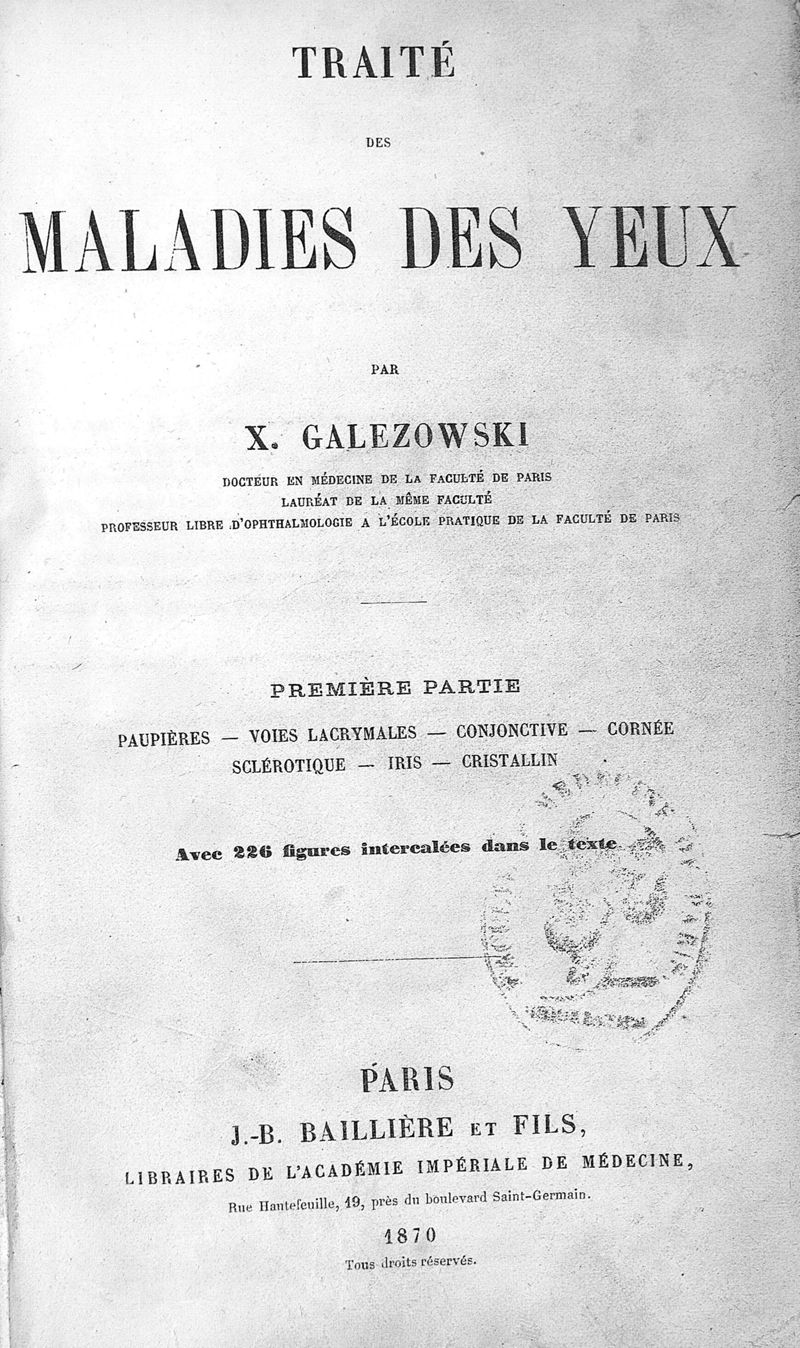 TRAITÉ
DES
MALADIES DES YEUX
PAR
X. GALEZOWSKI
DOCTEUR EN MÉDECINE DE LA FACULTÉ DE PARIS
LAURÉAT DE LA MÊME FACULTÉ
PROFESSEUR LIBRE D'OPHTHALMOLOGIE A L'ÉCOLE PRATIQUE DE LA FACULTÉ DE PARIS
PREMIÈRE PARTIE
PAUPIÈRES — VOIES LACRYMALES — CONJONCTIVE — CORNÉE
SCLÉROTIQUE — IRIS — CRISTALLIN
Avec 226 figures intercalées dans le texte
MEDECINE DE PARIS
PARIS
J.-B. BAILLIÈRE ET FILS,
LIBRAIRES DE L'ACADÉMIE IMPÉRIALE DE MÉDECINE,
Rue Hautefeuille, 19, près du boulevard Saint-Germain.
1870
Tous droits réservés.